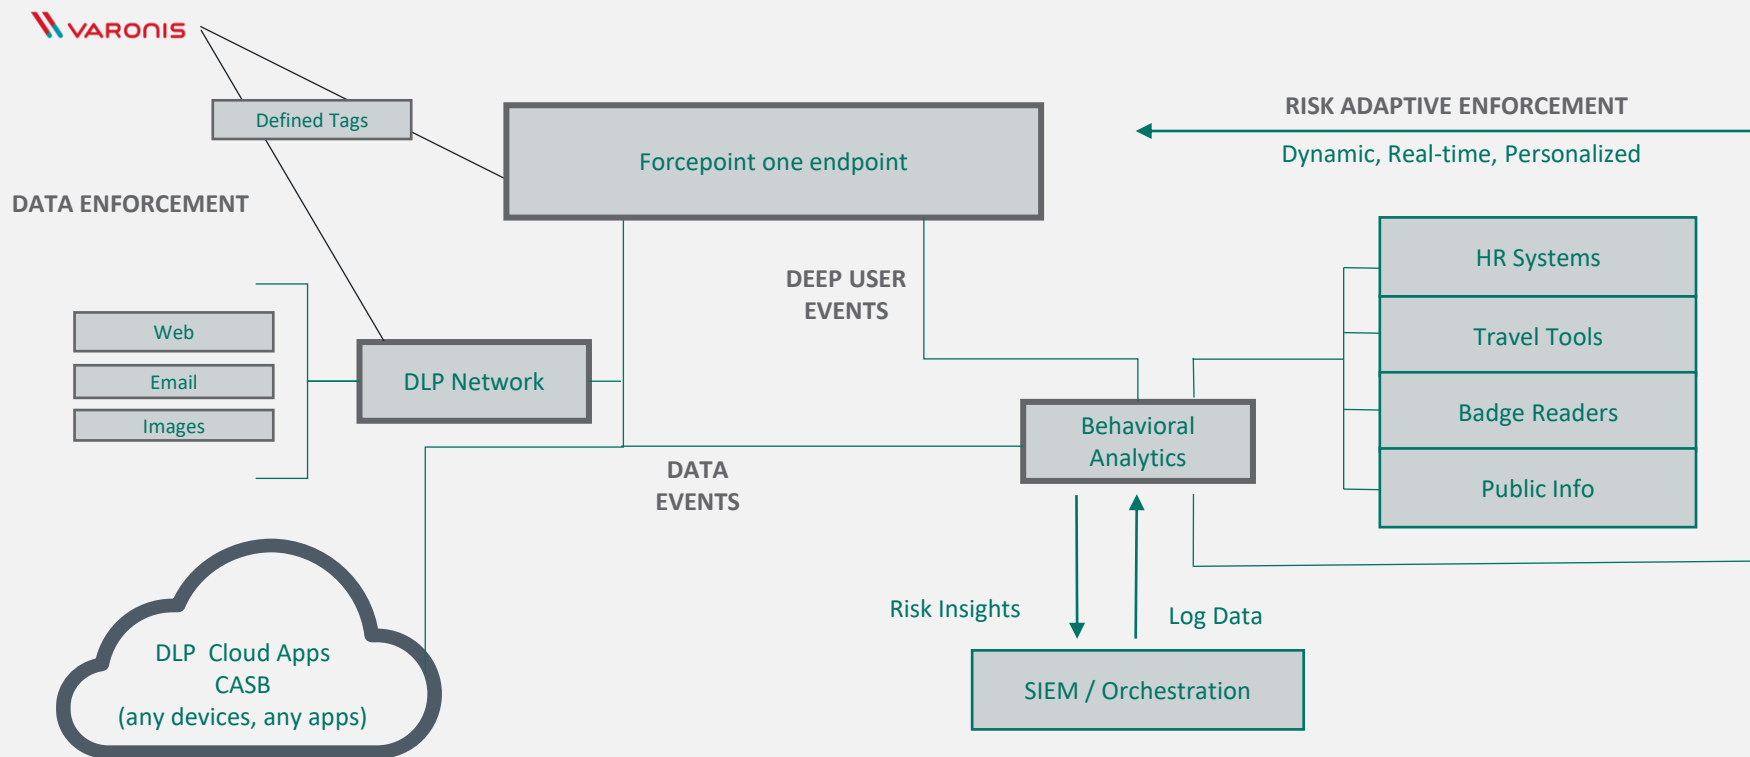 VARONIS
Defined Tags
Forcepoint one endpoint
RISK ADAPTIVE ENFORCEMENT
Dynamic, Real-time, Personalized
DATA ENFORCEMENT
HR Systems
Travel Tools
Badge Readers
Public Info
DEEP USER
EVENTS
Web
Email
Images
DLP Network
Behavioral
Analytics
DATA
EVENTS
Risk Insights
Log Data
DLP  Cloud Apps
CASB
(any devices, any apps)
SIEM / Orchestration